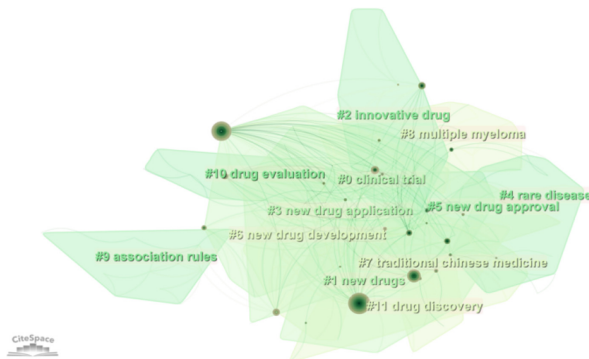 #2 innovative drug
#8 multiple myeloma
#10 drug evaluation
#0 clinical trial
#4 rare disease
#3 new drug application
#5 new drug approval
#6 new drug development
#9 association rules
#7 traditional chinese medicine
#1 new drugs
#11 drug discovery
CiteSpace